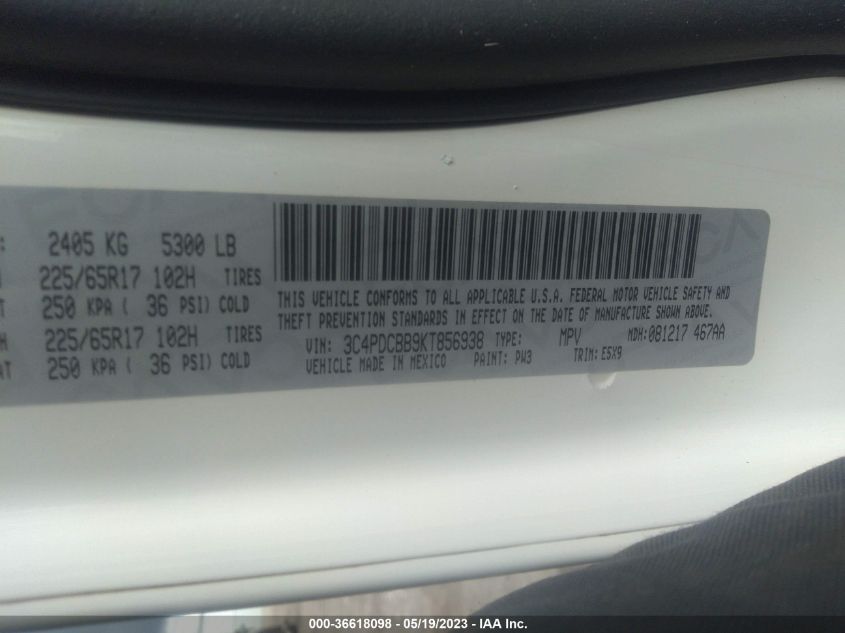 2405 KG 5300 LB
225/65R17 102H TIRES
250 KPA ( 36 PSI) COLD
225/65R17 102H TIRES
250 KPA ( 36 PSI) COLD
THIS VEHICLE CONFORMS TO ALL APPLICABLE U.S.A. FEDERAL MOTOR VEHICLE SAFETY AND
THEFT PREVENTION STANDARDS IN EFFECT ON THE DATE OF MANUFACTURE SHOWN ABOVE.
VIN: 3C4PDCBB9KT856938 TYPE: MPV MDH:081217 467AA
VEHICLE MADE IN MEXICO PAINT: PW3 TRIM: E5X9
000-36618098 - 05/19/2023 - IAA Inc.